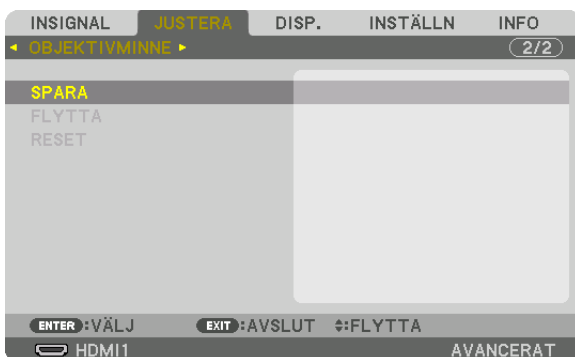 INSIGNAL JUSTERA DISP. INSTÄLLN INFO
◄ OBJEKTIVMINNE ► 2/2
SPARA
FLYTTA
RESET
ENTER :VÄLJ EXIT :AVSLUT ♦:FLYTTA
HDMI1 AVANCERAT